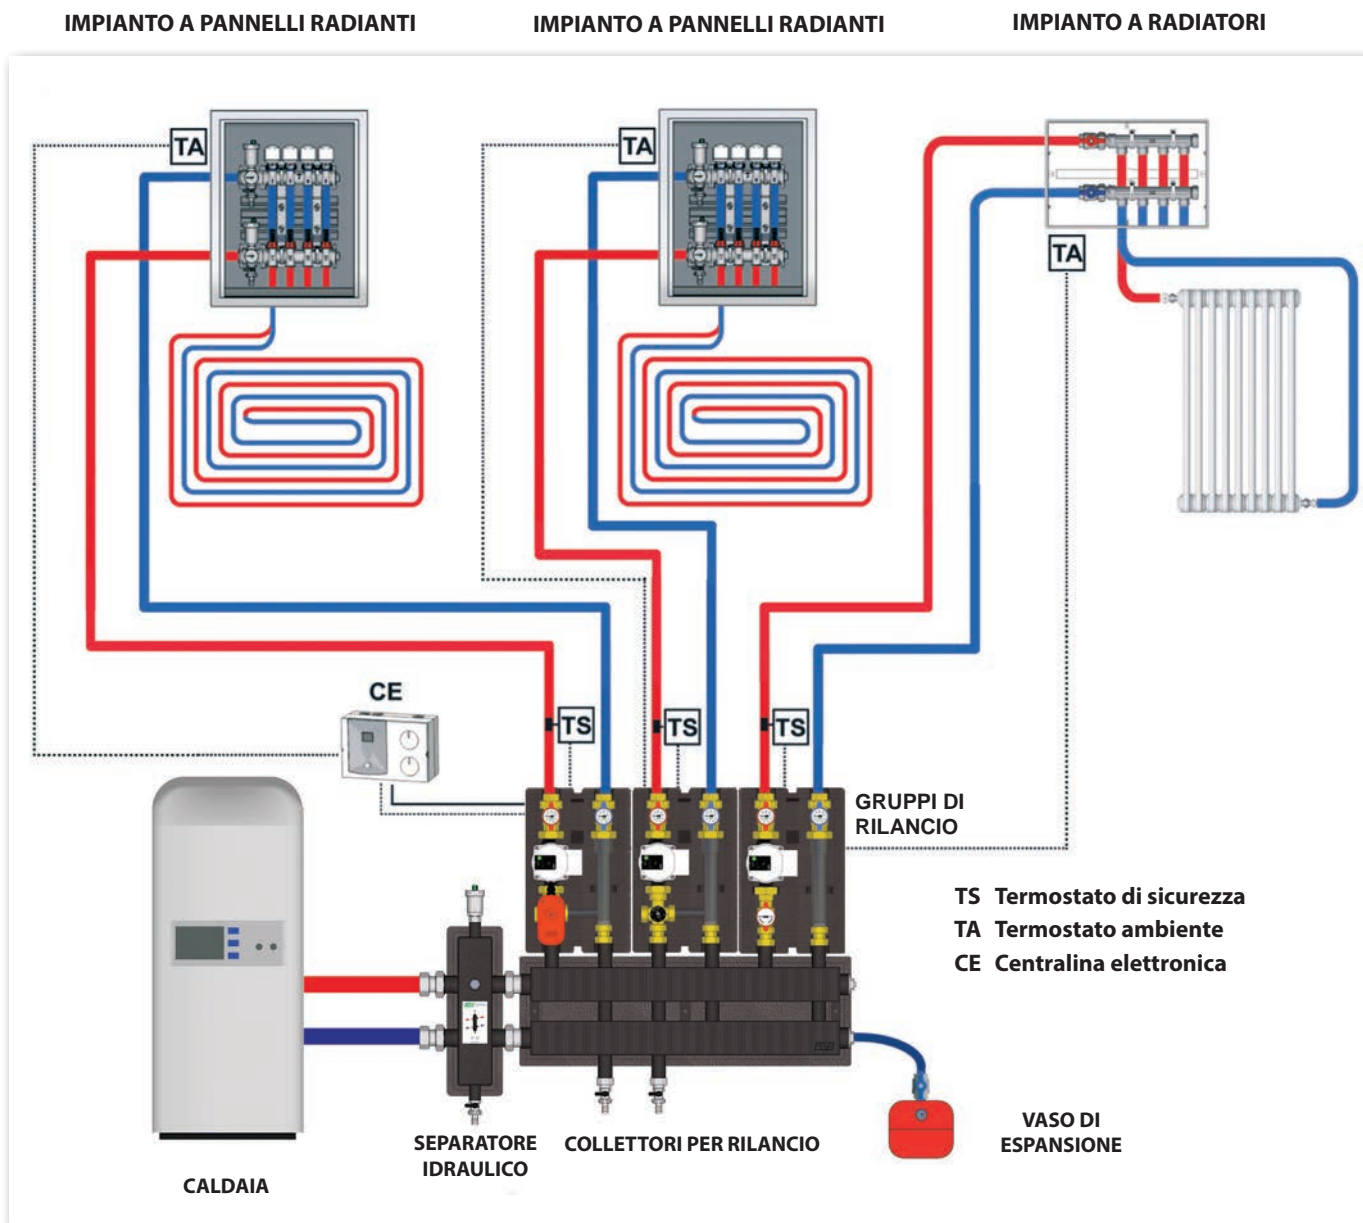 IMPIANTO A PANNELLI RADIANTI
IMPIANTO A PANNELLI RADIANTI
IMPIANTO A RADIATORI
TA
TA
TA
CE
TS
TS
TS
GRUPPI DI
RILANCIO
TS Termostato di sicurezza
TA Termostato ambiente
CE Centralina elettronica
SEPARATORE
IDRAULICO
COLLETTORI PER RILANCIO
VASO DI
ESPANSIONE
CALDAIA